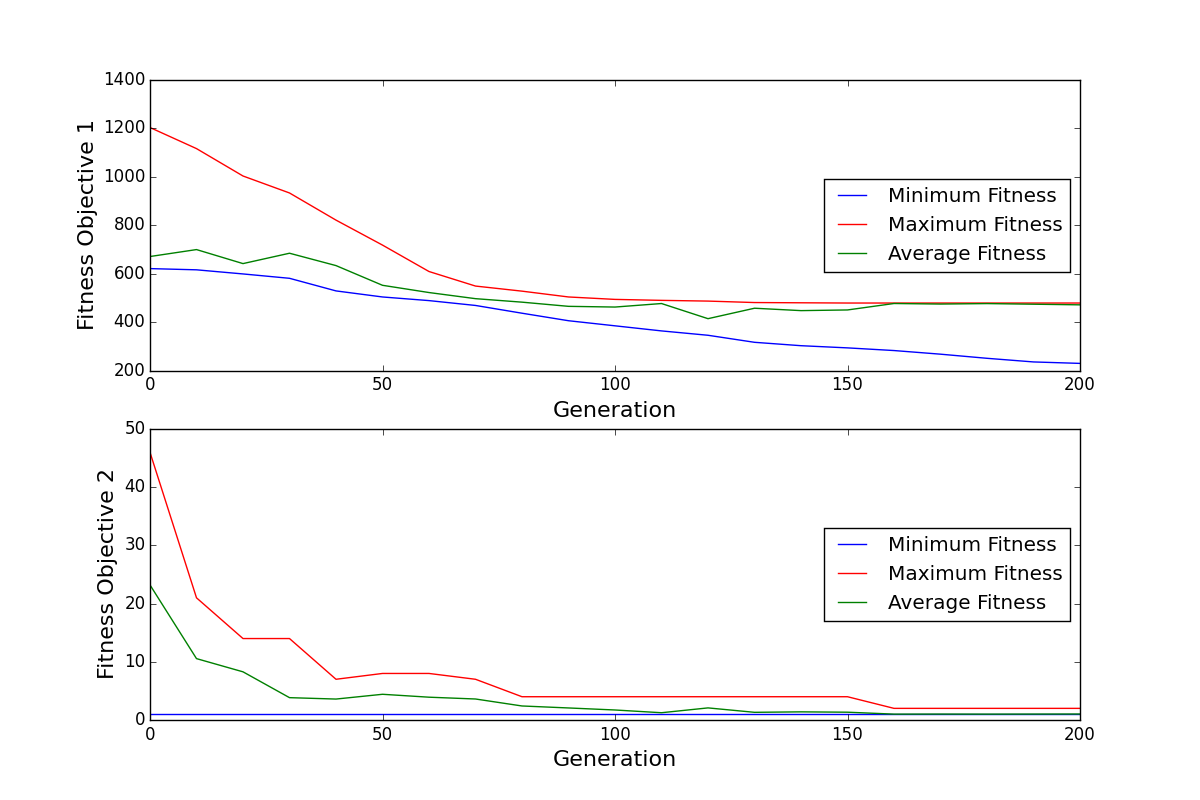 1400
1200
1000
800
600
400
200
Fitness Objective 1
Minimum Fitness
Maximum Fitness
Average Fitness
0 50 100 150 200
Generation
50
40
30
20
10
0
Fitness Objective 2
Minimum Fitness
Maximum Fitness
Average Fitness
0 50 100 150 200
Generation